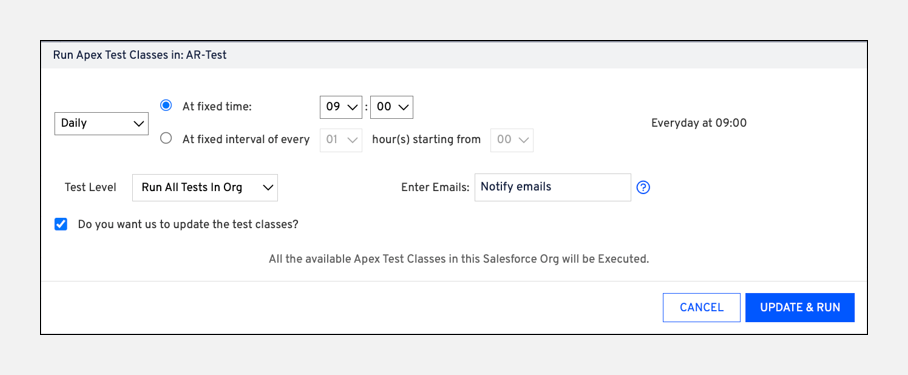 Run Apex Test Classes in: AR-Test
At fixed time: 09 : 00
Daily
Everyday at 09:00
At fixed interval of every 01 hour(s) starting from 00
Test Level Run All Tests In Org Enter Emails: Notify emails ?
Do you want us to update the test classes?
All the available Apex Test Classes in this Salesforce Org will be Executed.
CANCEL UPDATE & RUN